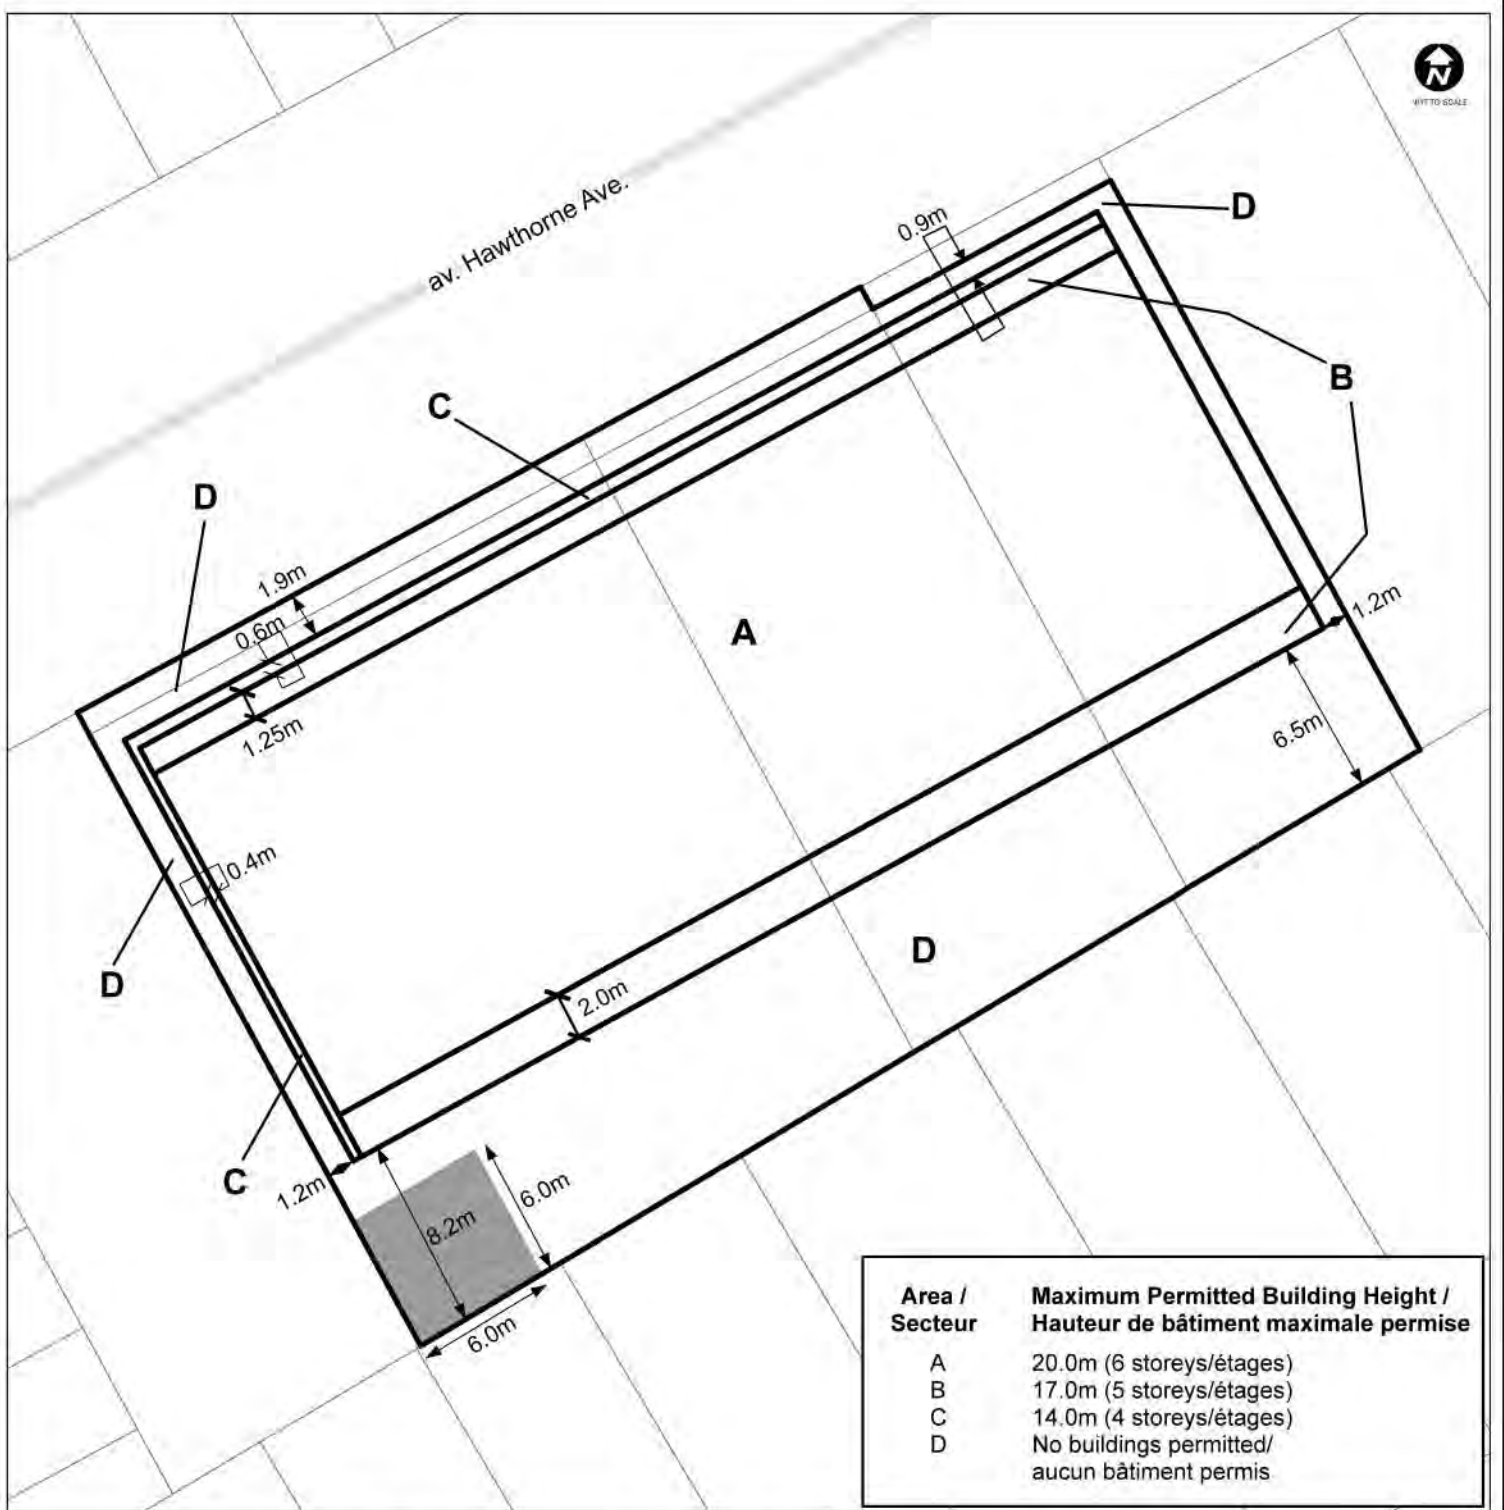 N
NOT TO SCALE
av. Hawthorne Ave.
0.9m
D
B
C
D
1.9m
0.6m
1.25m
A
1.2m
6.5m
0.4m
D
D
2.0m
C
1.2m
8.2m
6.0m
6.0m
Area / Maximum Permitted Building Height /
Secteur Hauteur de bâtiment maximale permise
A 20.0m (6 storeys/étages)
B 17.0m (5 storeys/étages)
C 14.0m (4 storeys/étages)
D No buildings permitted/
aucun bâtiment permis